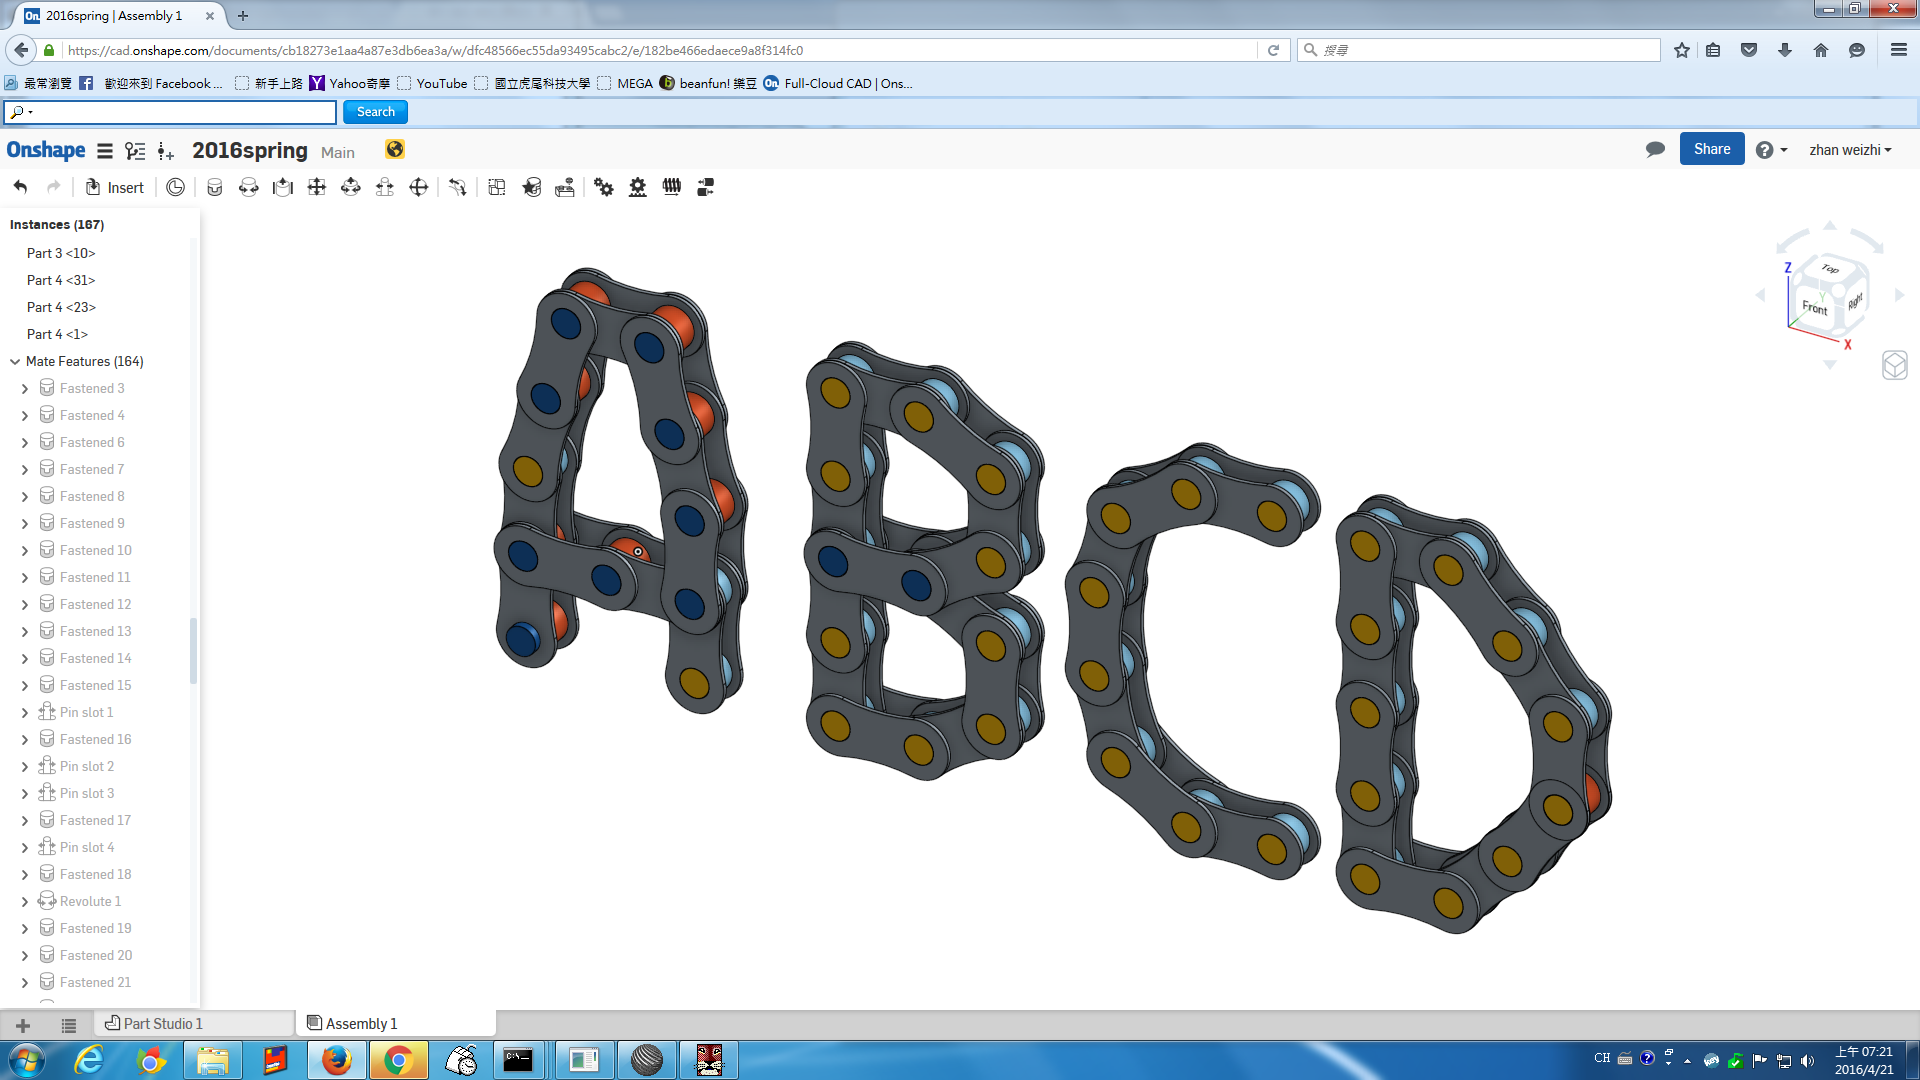 2016spring | Assembly 1
https://cad.onshape.com/documents/cb18273e1aa4a87e3db6ea3a/w/dfc48566ec55da93495cabc2/e/182be466edaece9a8f314fc0
搜尋
最常瀏覽 歡迎來到 Facebook ... 新手上路 Yahoo奇摩 YouTube 國立虎尾科技大學 MEGA beanfun! 樂豆 Full-Cloud CAD | Ons...
Search
Onshape 2016spring Main Share zhan weizhi
Insert
Instances (167)
Part 3 <10>
Part 4 <31>
Part 4 <23>
Part 4 <1>
Mate Features (164)
Fastened 3
Fastened 4
Fastened 6
Fastened 7
Fastened 8
Fastened 9
Fastened 10
Fastened 11
Fastened 12
Fastened 13
Fastened 14
Fastened 15
Pin slot 1
Fastened 16
Pin slot 2
Pin slot 3
Fastened 17
Pin slot 4
Fastened 18
Revolute 1
Fastened 19
Fastened 20
Fastened 21
Z
Top
Y
Front
Right
X
ABCD
Part Studio 1
Assembly 1
CH
上午 07:21
2016/4/21